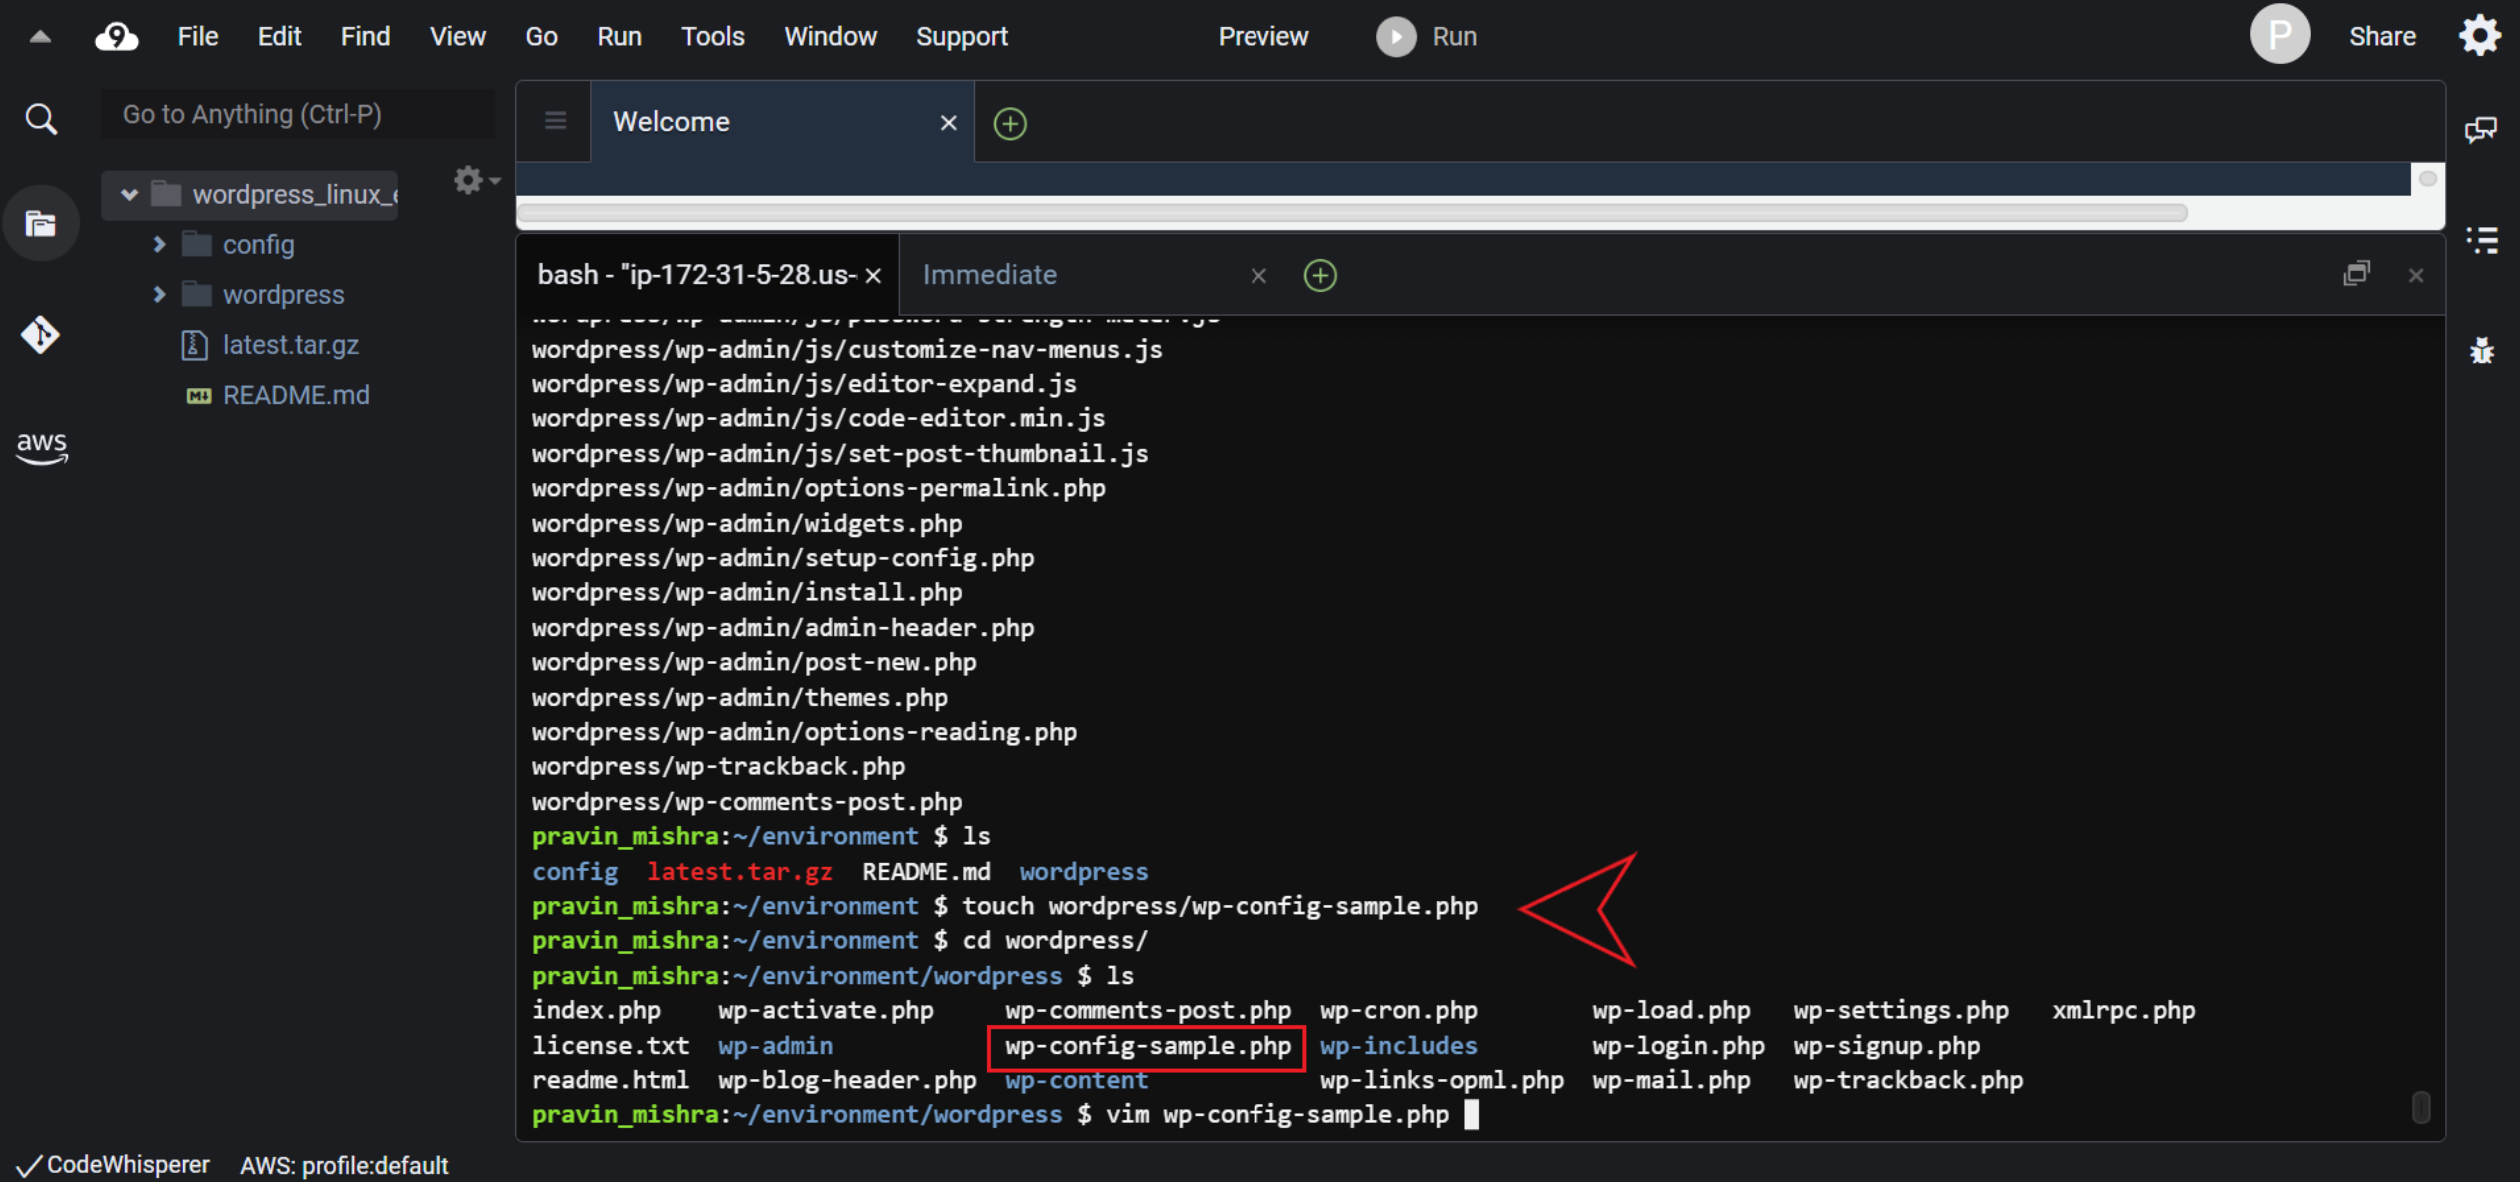 9 File Edit Find View Go Run Tools Window Support Preview Run P Share
Go to Anything (Ctrl-P)
wordpress_linux_e
config
wordpress
latest.tar.gz
README.md
aws
Welcome
bash - "ip-172-31-5-28.us- Immediate
wordpress/wp-admin/js/customize-nav-menus.js
wordpress/wp-admin/js/editor-expand.js
wordpress/wp-admin/js/code-editor.min.js
wordpress/wp-admin/js/set-post-thumbnail.js
wordpress/wp-admin/options-permalink.php
wordpress/wp-admin/widgets.php
wordpress/wp-admin/setup-config.php
wordpress/wp-admin/install.php
wordpress/wp-admin/admin-header.php
wordpress/wp-admin/post-new.php
wordpress/wp-admin/themes.php
wordpress/wp-admin/options-reading.php
wordpress/wp-trackback.php
wordpress/wp-comments-post.php
pravin_mishra:~/environment $ ls
config latest.tar.gz README.md wordpress
pravin_mishra:~/environment $ touch wordpress/wp-config-sample.php
pravin_mishra:~/environment $ cd wordpress/
pravin_mishra:~/environment/wordpress $ ls
index.php wp-activate.php wp-comments-post.php wp-cron.php wp-load.php wp-settings.php xmlrpc.php
license.txt wp-admin wp-config-sample.php wp-includes wp-login.php wp-signup.php
readme.html wp-blog-header.php wp-content wp-links-opml.php wp-mail.php wp-trackback.php
pravin_mishra:~/environment/wordpress $ vim wp-config-sample.php
CodeWhisperer AWS: profile:default